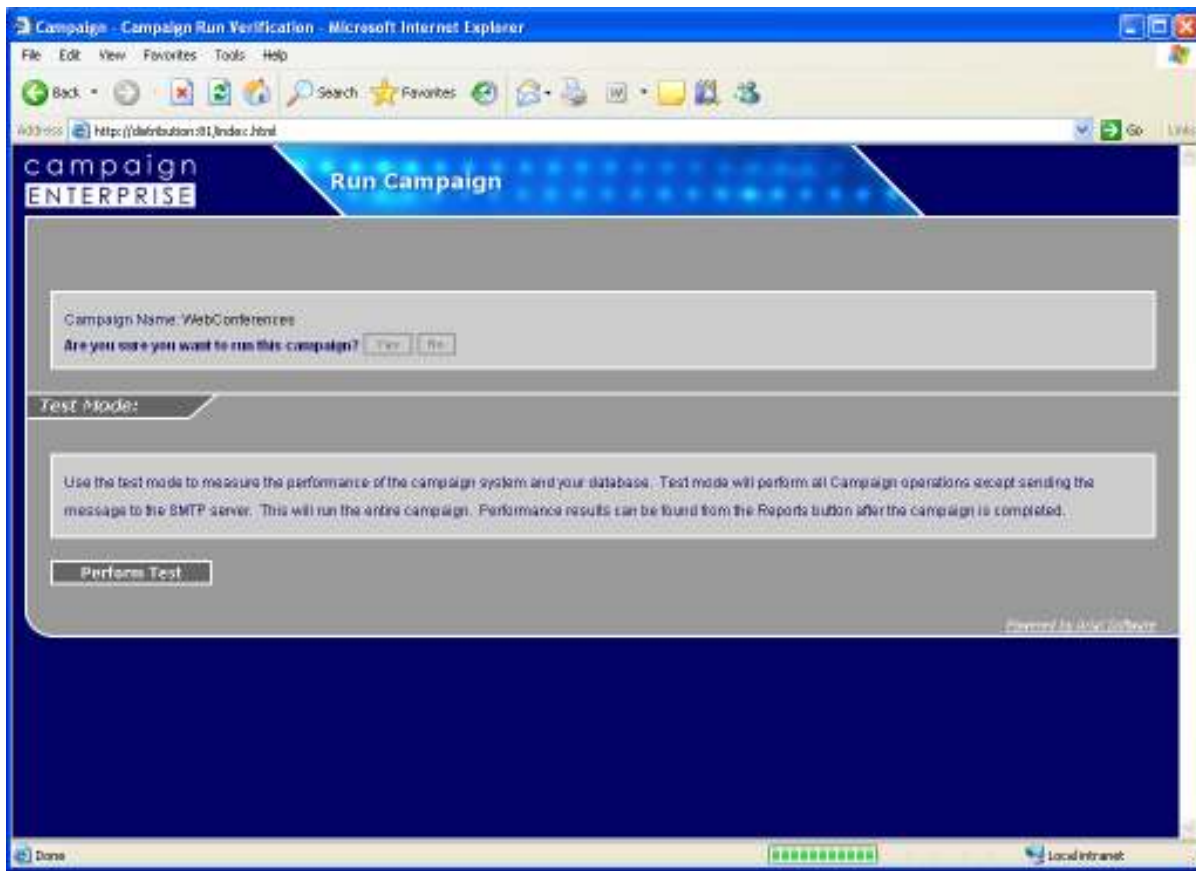 Campaign - Campaign Run Verification - Microsoft Internet Explorer
File Edit View Favorites Tools Help
Back Search Favorites
Address http://distribution:81/index.html Go Links
campaign
ENTERPRISE
Run Campaign
Campaign Name: WebConferences
Are you sure you want to run this campaign? Yes No
Test Mode:
Use the test mode to measure the performance of the campaign system and your database. Test mode will perform all Campaign operations except sending the
message to the SMTP server. This will run the entire campaign. Performance results can be found from the Reports button after the campaign is completed.
Perform Test
Powered by Arial Software
Done Local intranet